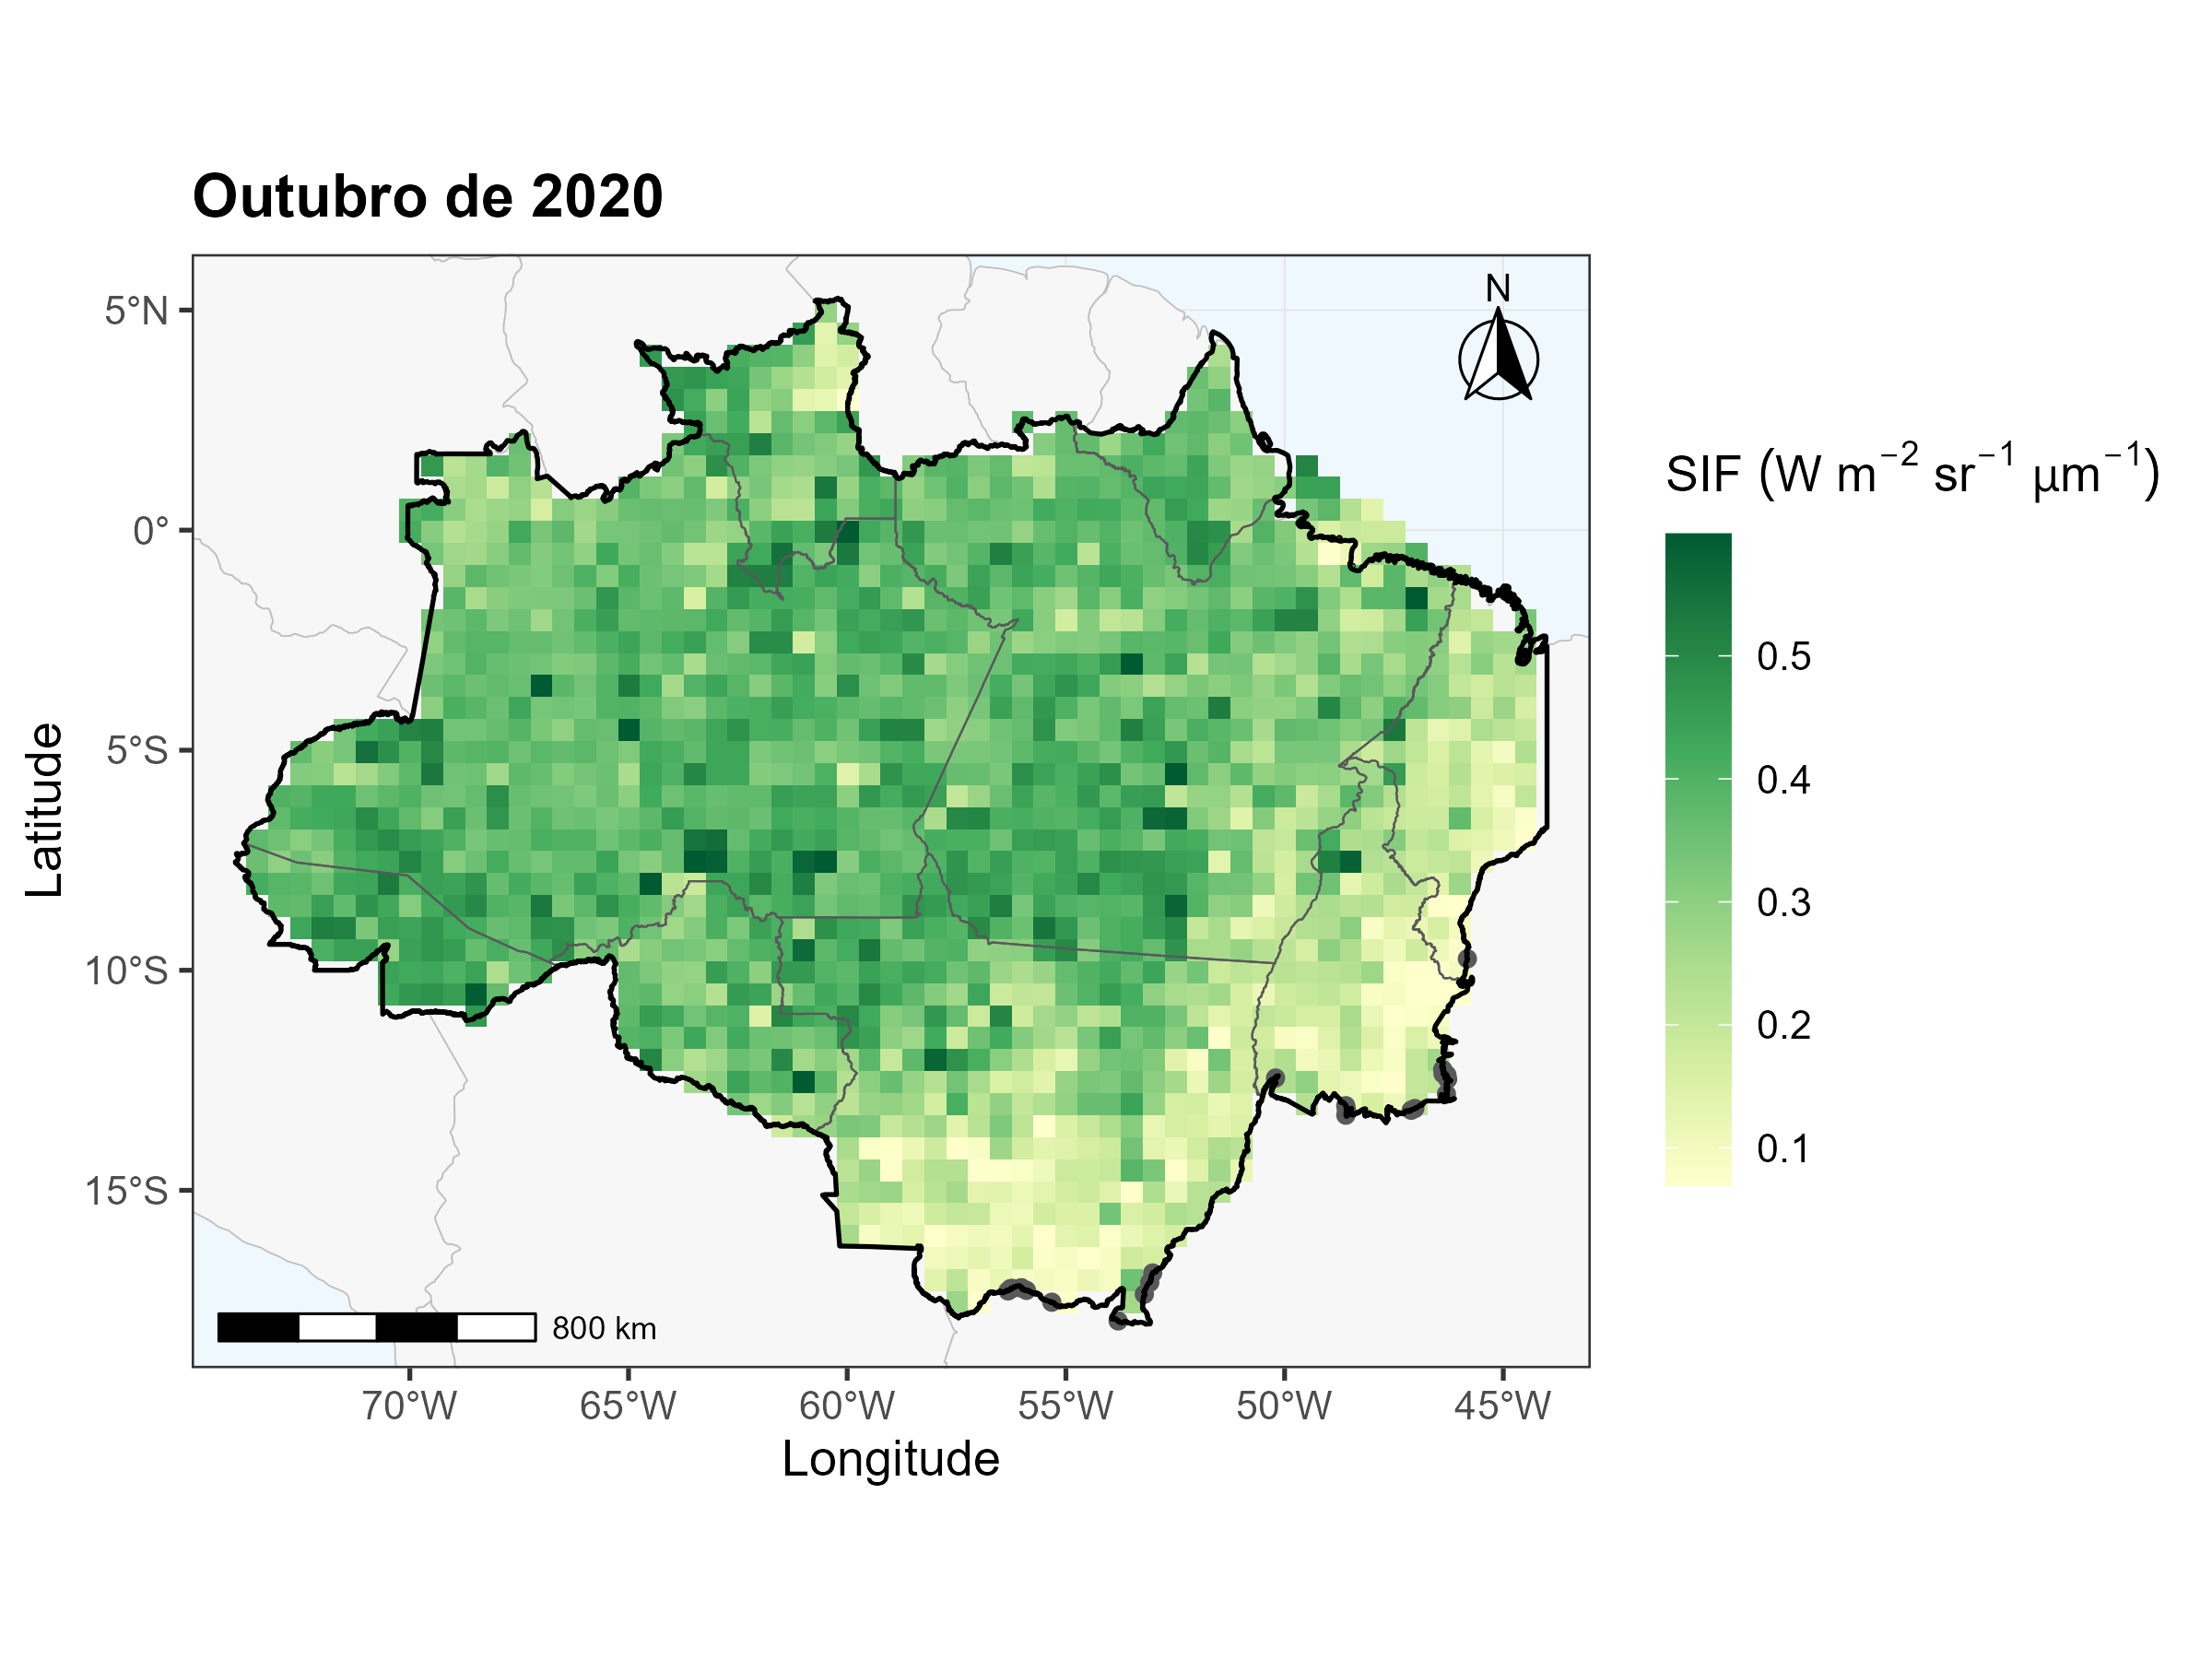 Outubro de 2020
N
5°N
0°
5°S
10°S
15°S
Latitude
800 km
70°W 65°W 60°W 55°W 50°W 45°W
Longitude
SIF (W m⁻² sr⁻¹ µm⁻¹)
0.5
0.4
0.3
0.2
0.1